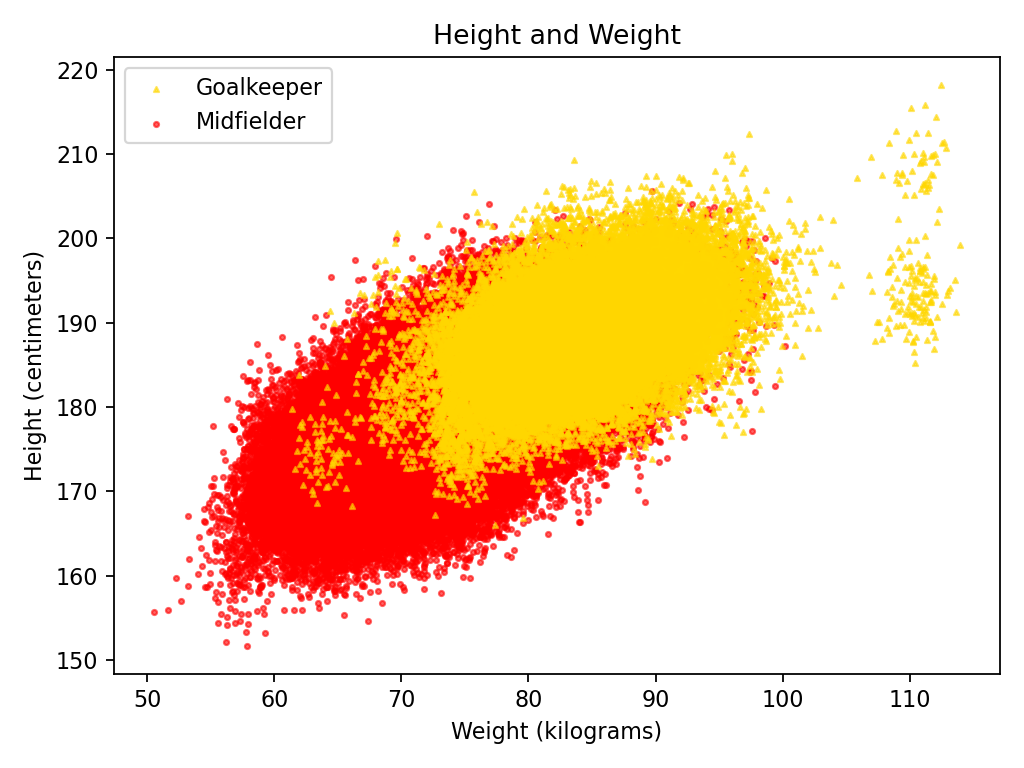 Height and Weight
Goalkeeper
Midfielder
220
210
200
190
180
170
160
150
Height (centimeters)
50 60 70 80 90 100 110
Weight (kilograms)